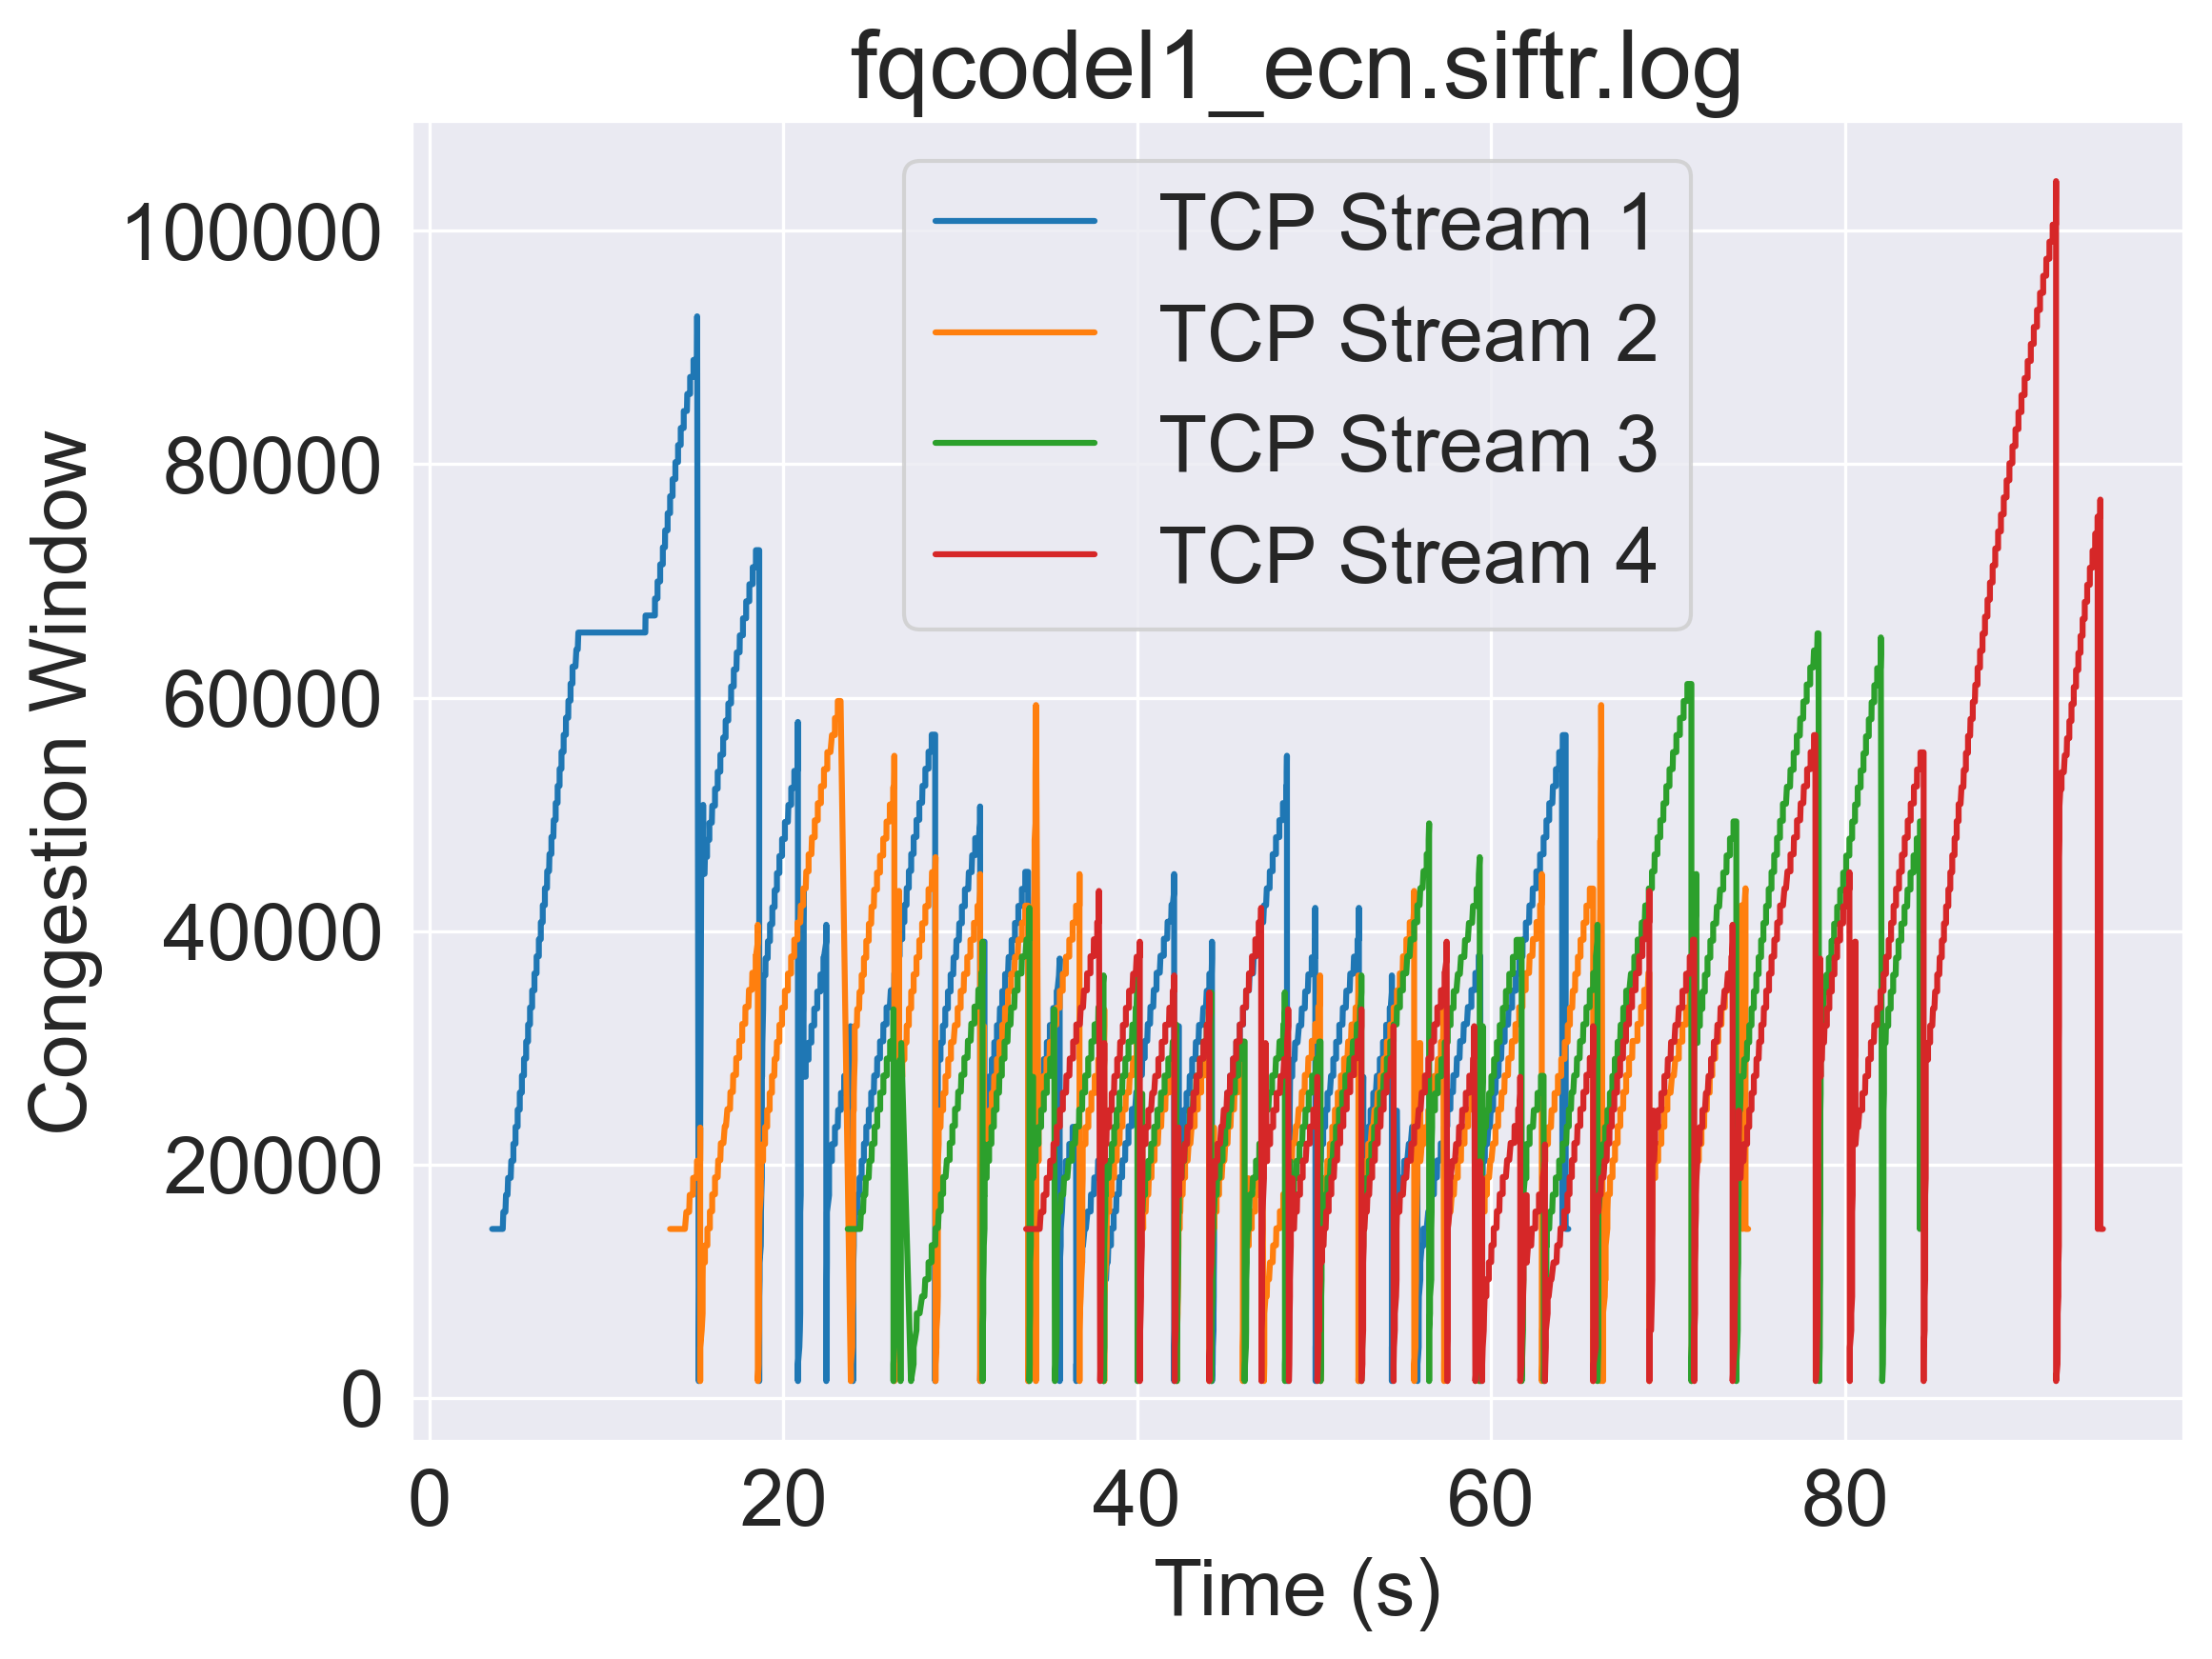 fqcodel1_ecn.siftr.log
TCP Stream 1
TCP Stream 2
TCP Stream 3
TCP Stream 4
Congestion Window
100000
80000
60000
40000
20000
0
0 20 40 60 80
Time (s)